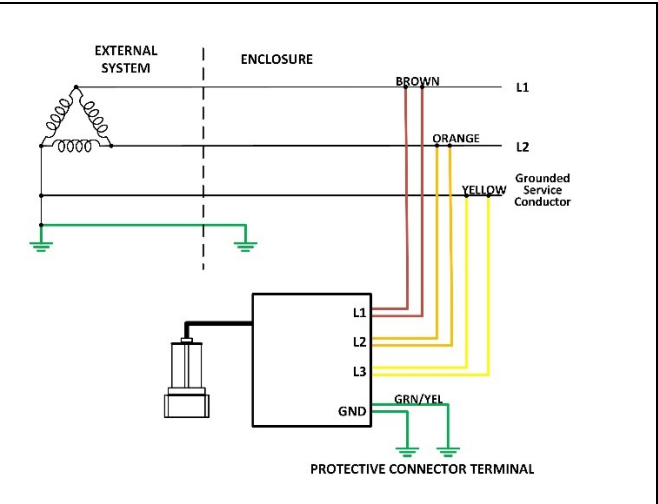 EXTERNAL
SYSTEM
ENCLOSURE
BROWN
L1
ORANGE
L2
YELLOW
Grounded
Service
Conductor
L1
L2
L3
GRN/YEL
GND
PROTECTIVE CONNECTOR TERMINAL